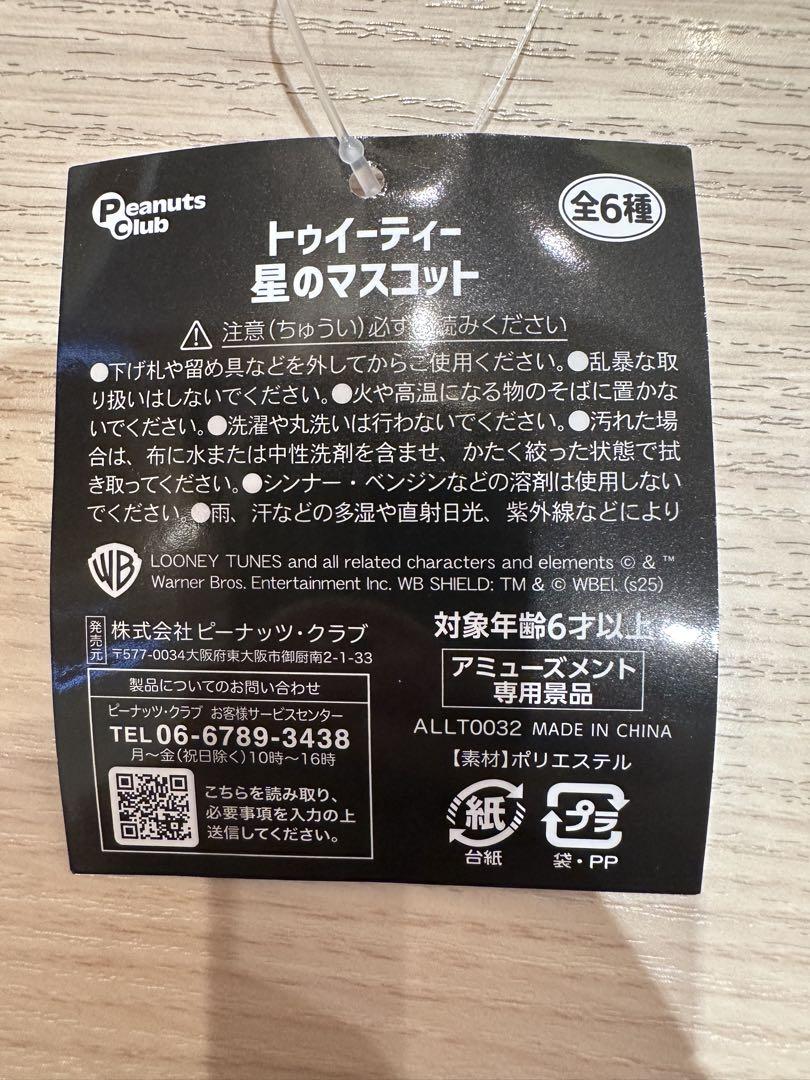 Peanuts Club
全6種
トゥイーティー
星のマスコット
注意(ちゅうい)必ずお読みください
●下げ札や留め具などを外してからご使用ください。●乱暴な取
り扱いはしないでください。●火や高温になる物のそばに置かな
いでください。●洗濯や丸洗いは行わないでください。●汚れた場
合は、布に水または中性洗剤を含ませ、かたく絞った状態で拭
き取ってください。●シンナー・ベンジンなどの溶剤は使用しない
でください。●雨、汗などの多湿や直射日光、紫外線などにより
WB
LOONEY TUNES and all related characters and elements © & ™
Warner Bros. Entertainment Inc. WB SHIELD: TM & © WBEI. (s25)
発売元
株式会社ピーナッツ・クラブ
〒577-0034大阪府東大阪市御厨南2-1-33
製品についてのお問い合わせ
ピーナッツ・クラブ お客様サービスセンター
TEL 06-6789-3438
月〜金(祝日除く)10時〜16時
こちらを読み取り、
必要事項を入力の上
送信してください。
対象年齢6才以上
アミューズメント
専用景品
ALLT0032 MADE IN CHINA
【素材】ポリエステル
紙
台紙
プラ
袋・PP